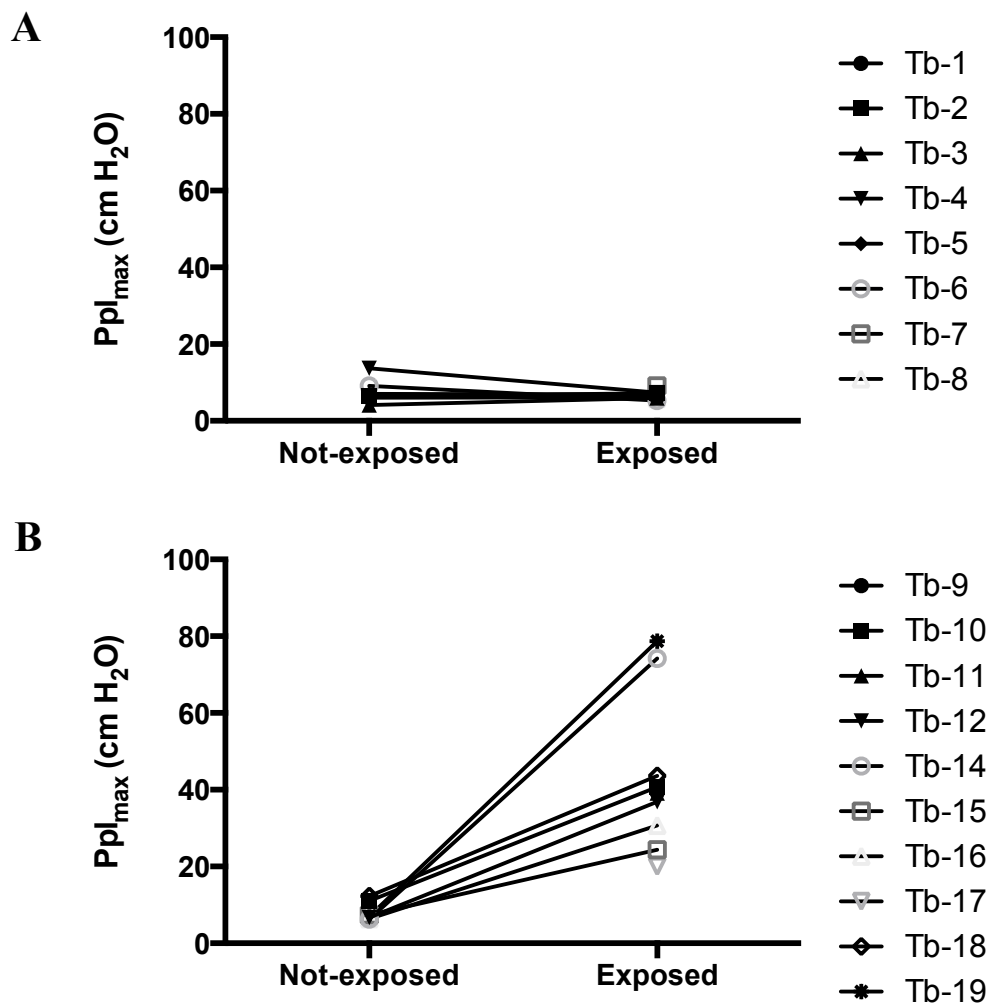 A
100
80
60
40
20
0
Pplmax (cm H2O)
Not-exposed Exposed
Tb-1
Tb-2
Tb-3
Tb-4
Tb-5
Tb-6
Tb-7
Tb-8
B
100
80
60
40
20
0
Pplmax (cm H2O)
Not-exposed Exposed
Tb-9
Tb-10
Tb-11
Tb-12
Tb-14
Tb-15
Tb-16
Tb-17
Tb-18
Tb-19